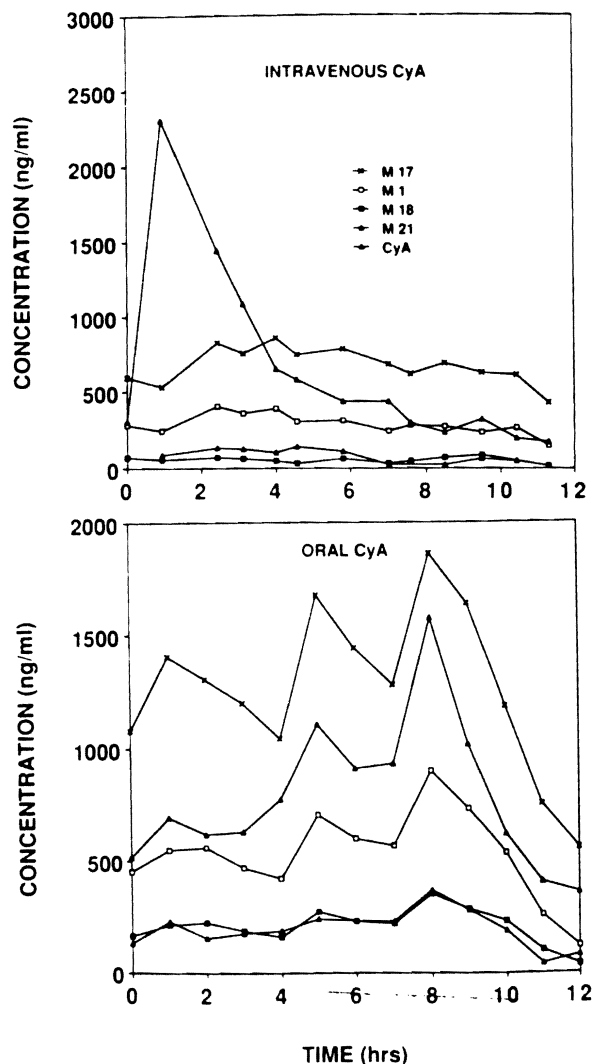 3000
2500
2000
1500
1000
500
0
CONCENTRATION (ng/ml)
INTRAVENOUS CyA
M 17
M 1
M 18
M 21
CyA
0 2 4 6 8 10 12
2000
1500
1000
500
0
CONCENTRATION (ng/ml)
ORAL CyA
0 2 4 6 8 10 12
TIME (hrs)